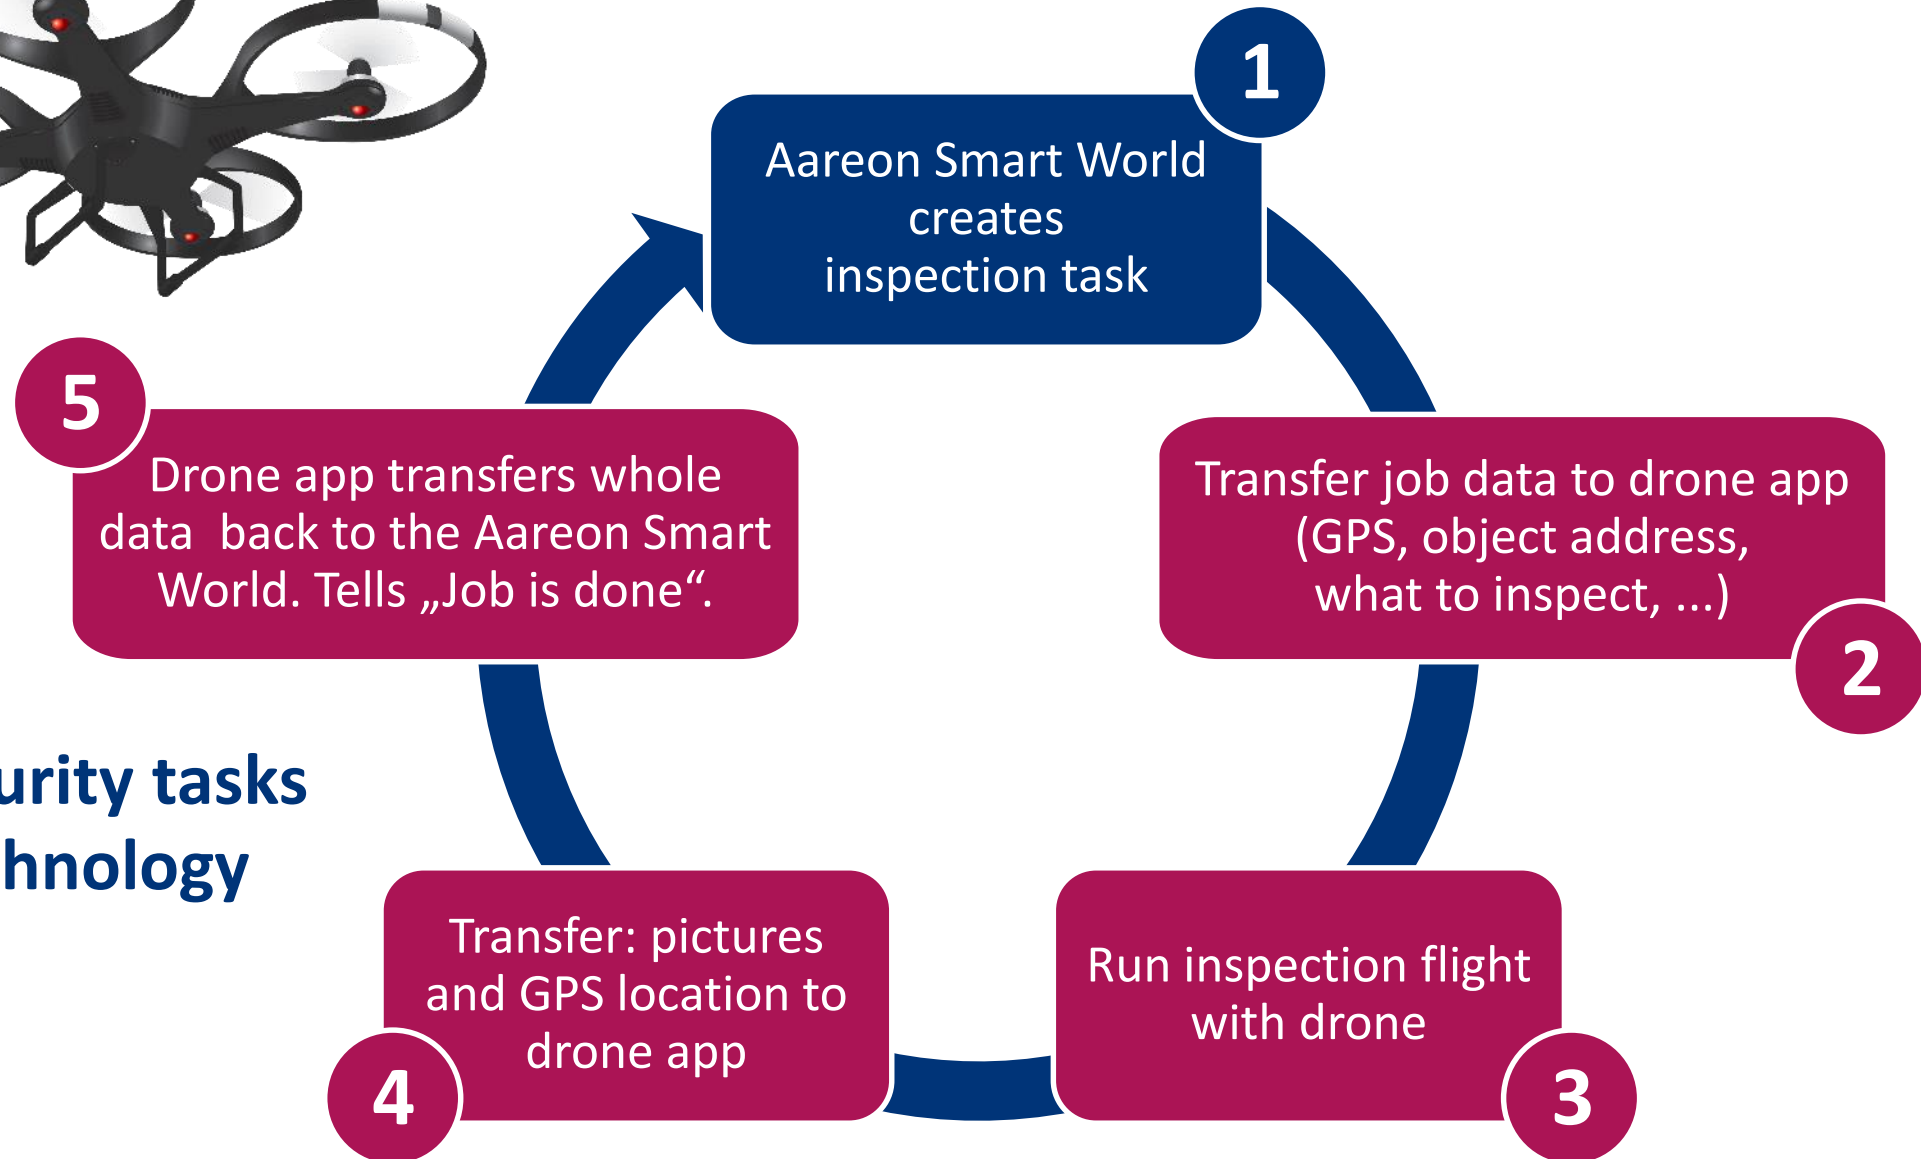 1
Aareon Smart World
creates
inspection task
2
Transfer job data to drone app
(GPS, object address,
what to inspect, ...)
3
Run inspection flight
with drone
4
Transfer: pictures
and GPS location to
drone app
5
Drone app transfers whole
data  back to the Aareon Smart
World. Tells „Job is done“.
tasks